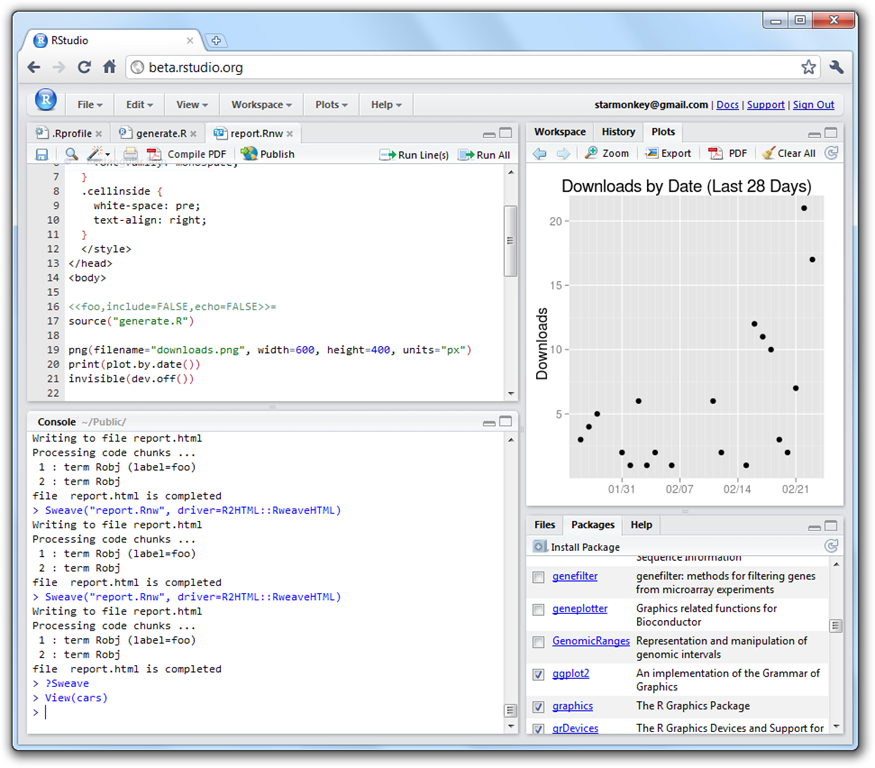 RStudio
beta.rstudio.org
R
File Edit View Workspace Plots Help
starmonkey@gmail.com | Docs | Support | Sign Out
.Rprofile generate.R report.Rnw
Compile PDF Publish Run Line(s) Run All
7 }
8 .cellinside {
9 white-space: pre;
10 text-align: right;
11 }
12 </style>
13 </head>
14 <body>
15
16 <<foo,include=FALSE,echo=FALSE>>=
17 source("generate.R")
18
19 png(filename="downloads.png", width=600, height=400, units="px")
20 print(plot.by.date())
21 invisible(dev.off())
22
Console ~/Public/
Writing to file report.html
Processing code chunks ...
1 : term Robj (label=foo)
2 : term Robj
file report.html is completed
> Sweave("report.Rnw", driver=R2HTML::RweaveHTML)
Writing to file report.html
Processing code chunks ...
1 : term Robj (label=foo)
2 : term Robj
file report.html is completed
> Sweave("report.Rnw", driver=R2HTML::RweaveHTML)
Writing to file report.html
Processing code chunks ...
1 : term Robj (label=foo)
2 : term Robj
file report.html is completed
> ?Sweave
> View(cars)
>
Workspace History Plots
Zoom Export PDF Clear All
Downloads by Date (Last 28 Days)
Downloads
20
15
10
5
01/31 02/07 02/14 02/21
Files Packages Help
Install Package
Sequence Information
genefilter genefilter: methods for filtering genes
from microarray experiments
geneplotter Graphics related functions for
Bioconductor
GenomicRanges Representation and manipulation of
genomic intervals
ggplot2 An implementation of the Grammar of
Graphics
graphics The R Graphics Package
grDevices The R Graphics Devices and Support for